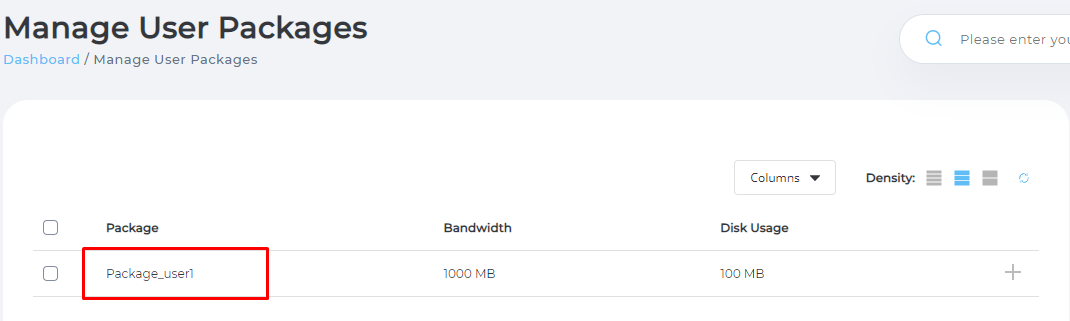 Manage User Packages
Dashboard / Manage User Packages
Please enter you
Columns
Density:
Package Bandwidth Disk Usage
Package_user1 1000 MB 100 MB